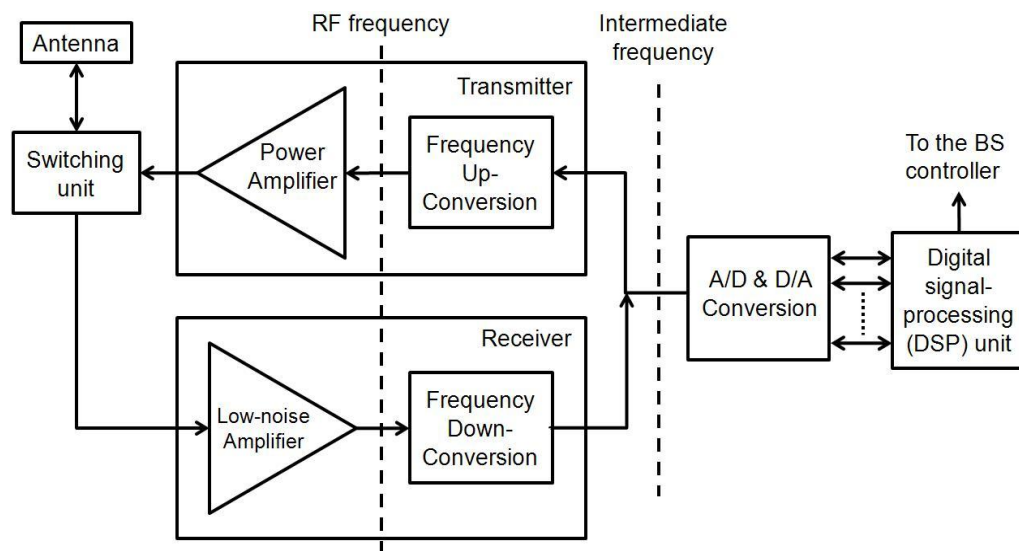 RF frequency
Intermediate
frequency
Antenna
Transmitter
Switching
unit
Power
Amplifier
Frequency
Up-
Conversion
To the BS
controller
A/D & D/A
Conversion
Digital
signal-
processing
(DSP) unit
Receiver
Low-noise
Amplifier
Frequency
Down-
Conversion